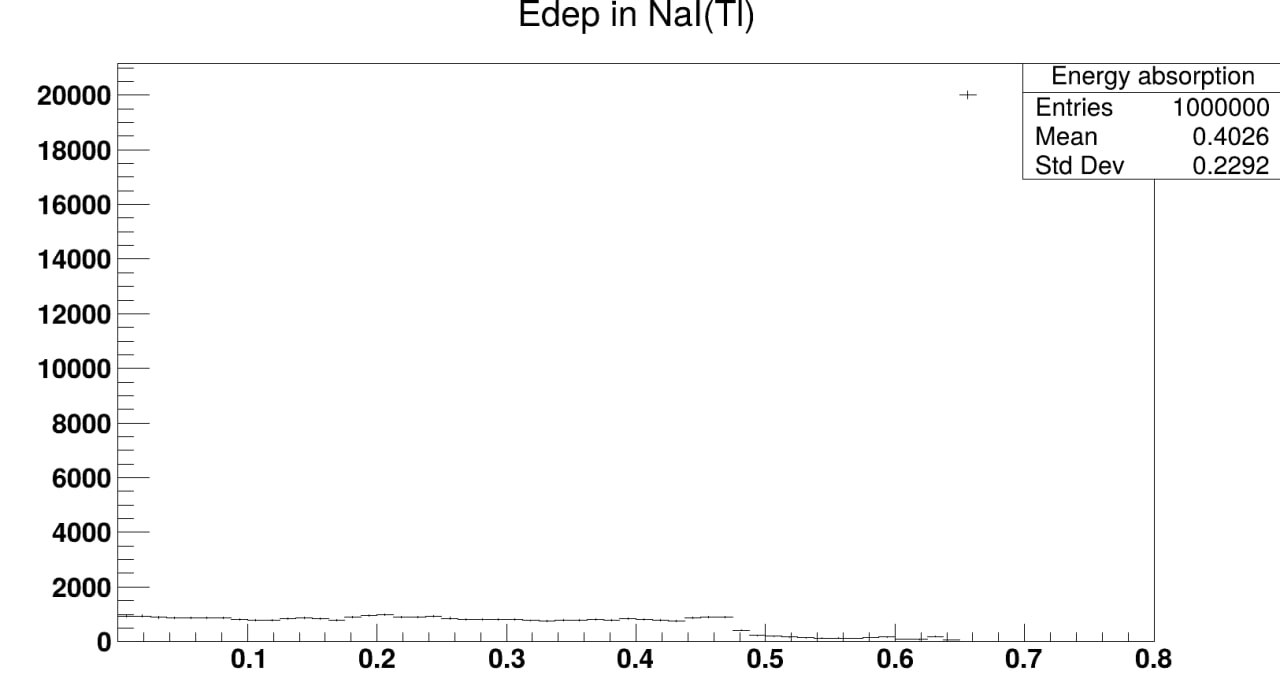 Edep in NaI(Tl)
Energy absorption
Entries 1000000
Mean 0.4026
Std Dev 0.2292
20000
18000
16000
14000
12000
10000
8000
6000
4000
2000
0
0.1 0.2 0.3 0.4 0.5 0.6 0.7 0.8